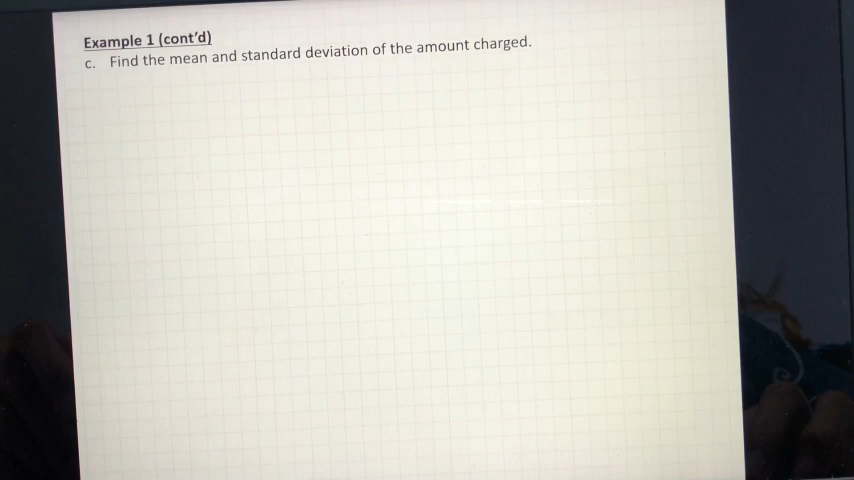 Example 1 (cont’d)
c. Find the mean and standard deviation of the amount charged.